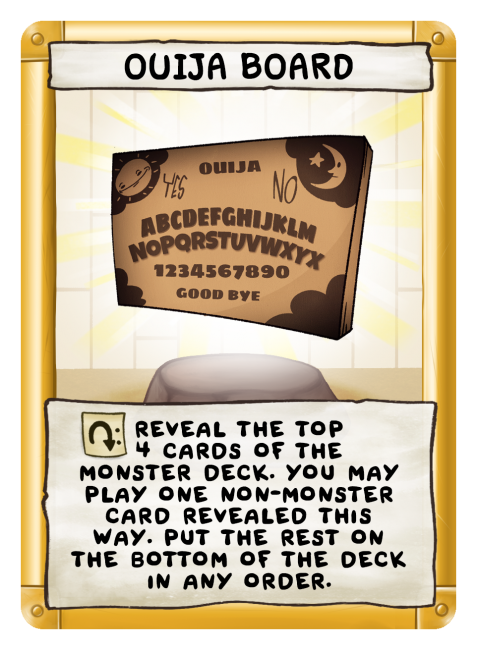 OUIJA BOARD
OUIJA
YES NO
ABCDEFGHIJKLM
NOPQRSTUVWXYX
1234567890
GOOD BYE
REVEAL THE TOP
4 CARDS OF THE
MONSTER DECK. YOU MAY
PLAY ONE NON-MONSTER
CARD REVEALED THIS
WAY. PUT THE REST ON
THE BOTTOM OF THE DECK
IN ANY ORDER.